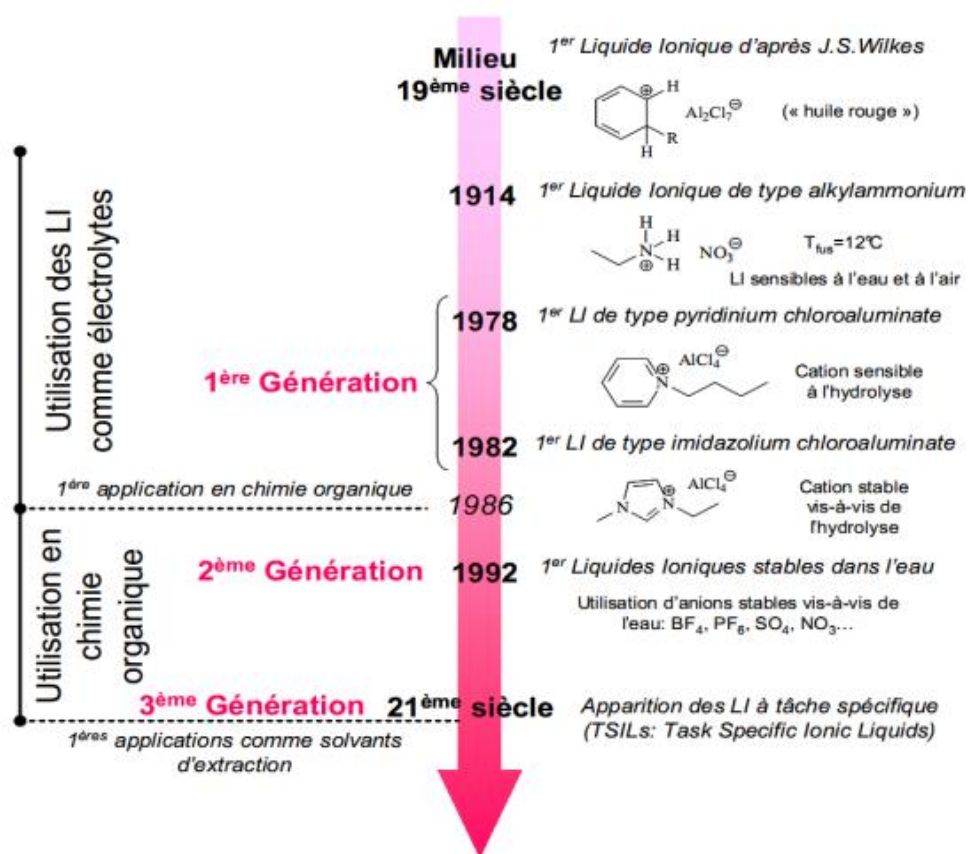 1er Liquide Ionique d'après J.S.Wilkes
Milieu
19ème siècle
H
⊕
Al2Cl7⊖
(« huile rouge »)
R
H
1914
1er Liquide Ionique de type alkylammonium
H
H
N
⊕
H
NO3⊖
Tfus=12°C
LI sensibles à l'eau et à l'air
Utilisation des LI
comme électrolytes
1978
1er LI de type pyridinium chloroaluminate
1ère Génération
AlCl4⊖
⊕
N
Cation sensible
à l'hydrolyse
1982
1er LI de type imidazolium chloroaluminate
1ère application en chimie organique
1986
AlCl4⊖
⊕
N
N
Cation stable
vis-à-vis de
l'hydrolyse
Utilisation en
chimie
organique
2ème Génération
1992
1er Liquides Ioniques stables dans l'eau
Utilisation d'anions stables vis-à-vis de
l'eau: BF4, PF6, SO4, NO3...
3ème Génération
21ème siècle
Apparition des LI à tâche spécifique
(TSILs: Task Specific Ionic Liquids)
1ères applications comme solvants
d'extraction